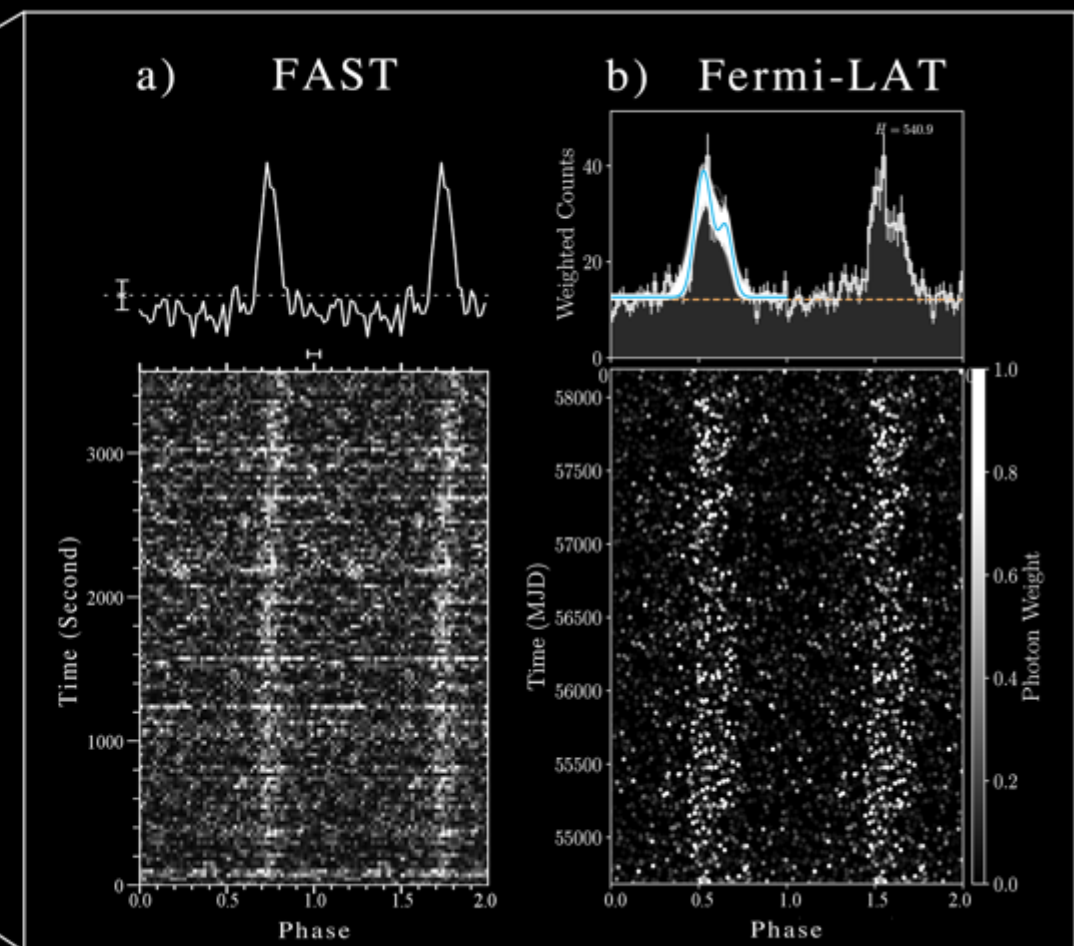 a) FAST
b) Fermi-LAT
H = 540.9
Weighted Counts
40
20
0
Time (Second)
3000
2000
1000
0
0.0 0.5 1.0 1.5 2.0
Phase
Time (MJD)
58000
57500
57000
56500
56000
55500
55000
0.0 0.5 1.0 1.5 2.0
Phase
1.0
0.8
0.6
0.4
0.2
0.0
Photon Weight